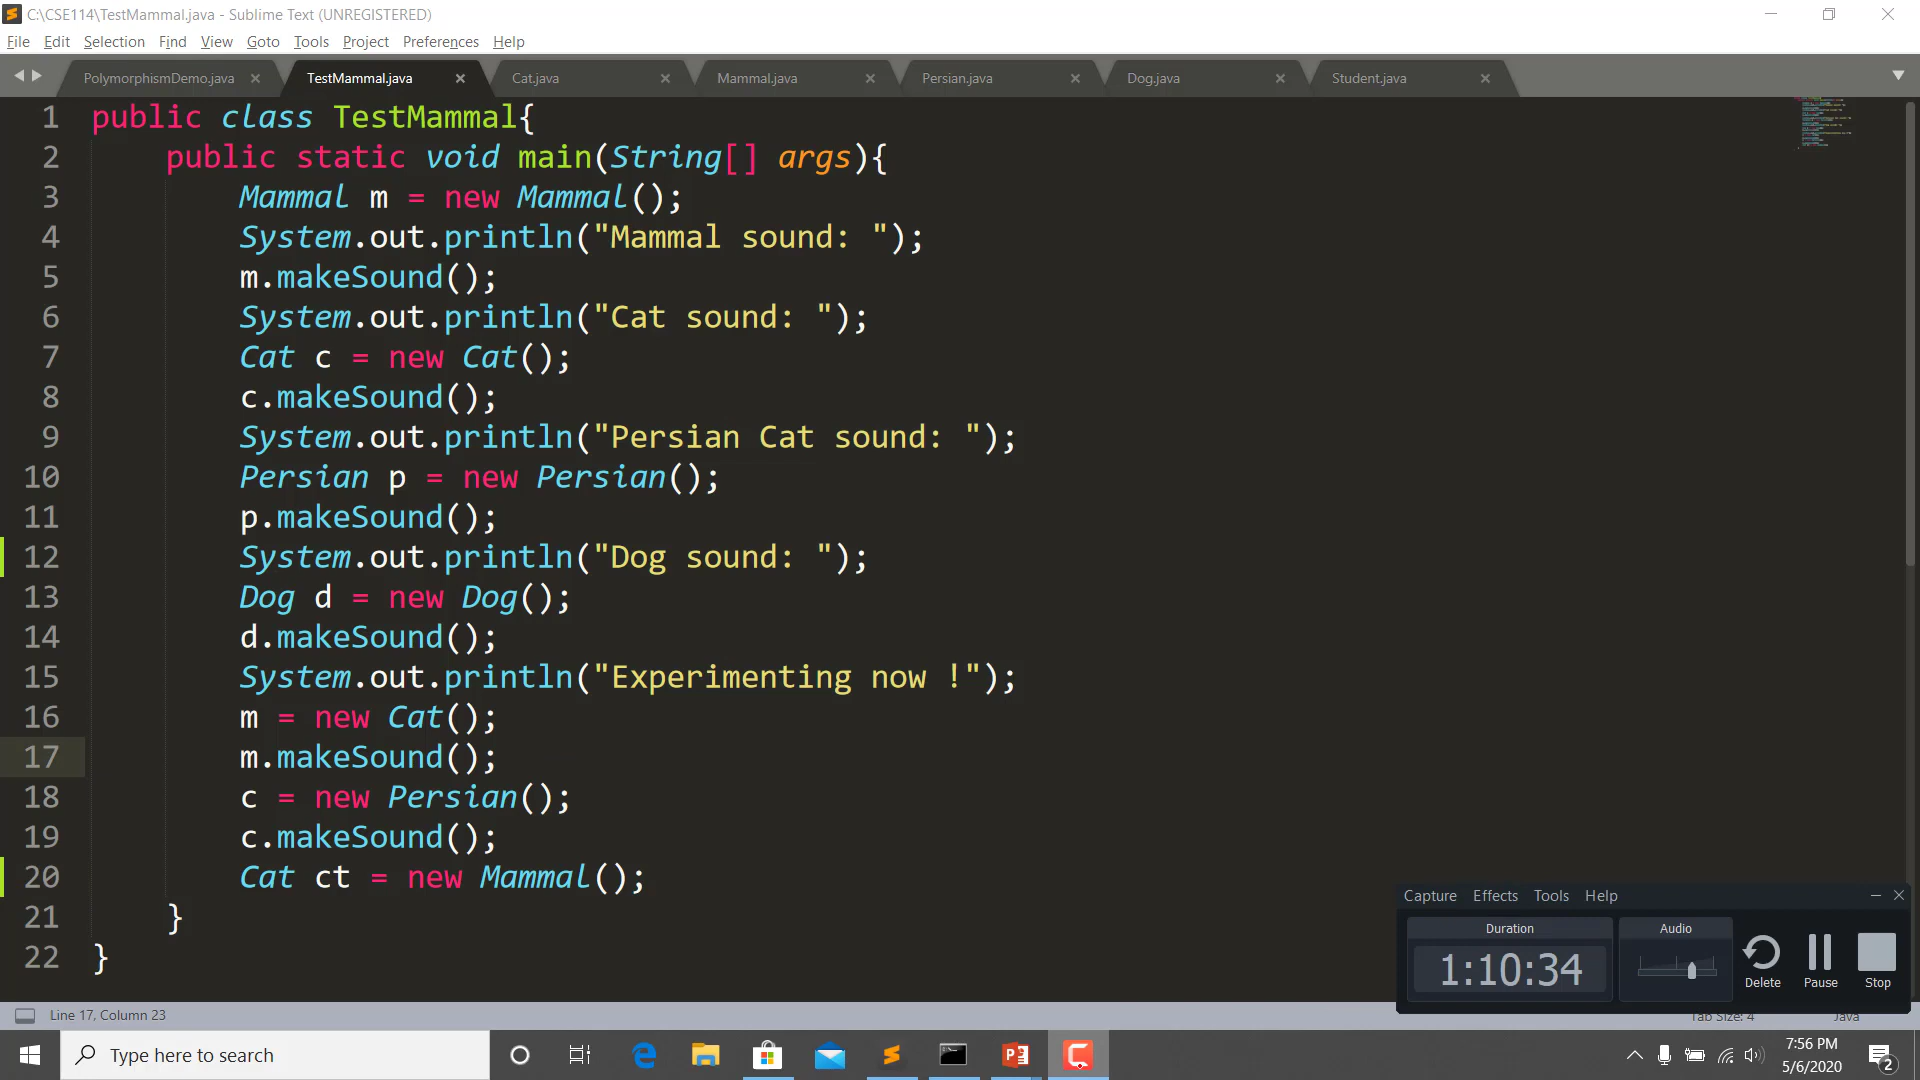 C:\CSE114\TestMammal.java - Sublime Text (UNREGISTERED)
File Edit Selection Find View Goto Tools Project Preferences Help
PolymorphismDemo.java TestMammal.java Cat.java Mammal.java Persian.java Dog.java Student.java
1 public class TestMammal{
2 public static void main(String[] args){
3 Mammal m = new Mammal();
4 System.out.println("Mammal sound: ");
5 m.makeSound();
6 System.out.println("Cat sound: ");
7 Cat c = new Cat();
8 c.makeSound();
9 System.out.println("Persian Cat sound: ");
10 Persian p = new Persian();
11 p.makeSound();
12 System.out.println("Dog sound: ");
13 Dog d = new Dog();
14 d.makeSound();
15 System.out.println("Experimenting now !");
16 m = new Cat();
17 m.makeSound();
18 c = new Persian();
19 c.makeSound();
20 Cat ct = new Mammal();
21 }
22 }
Capture Effects Tools Help
Duration Audio
1:10:34
Delete Pause Stop
Line 17, Column 23 Tab Size: 4 Java
Type here to search
7:56 PM
5/6/2020
2